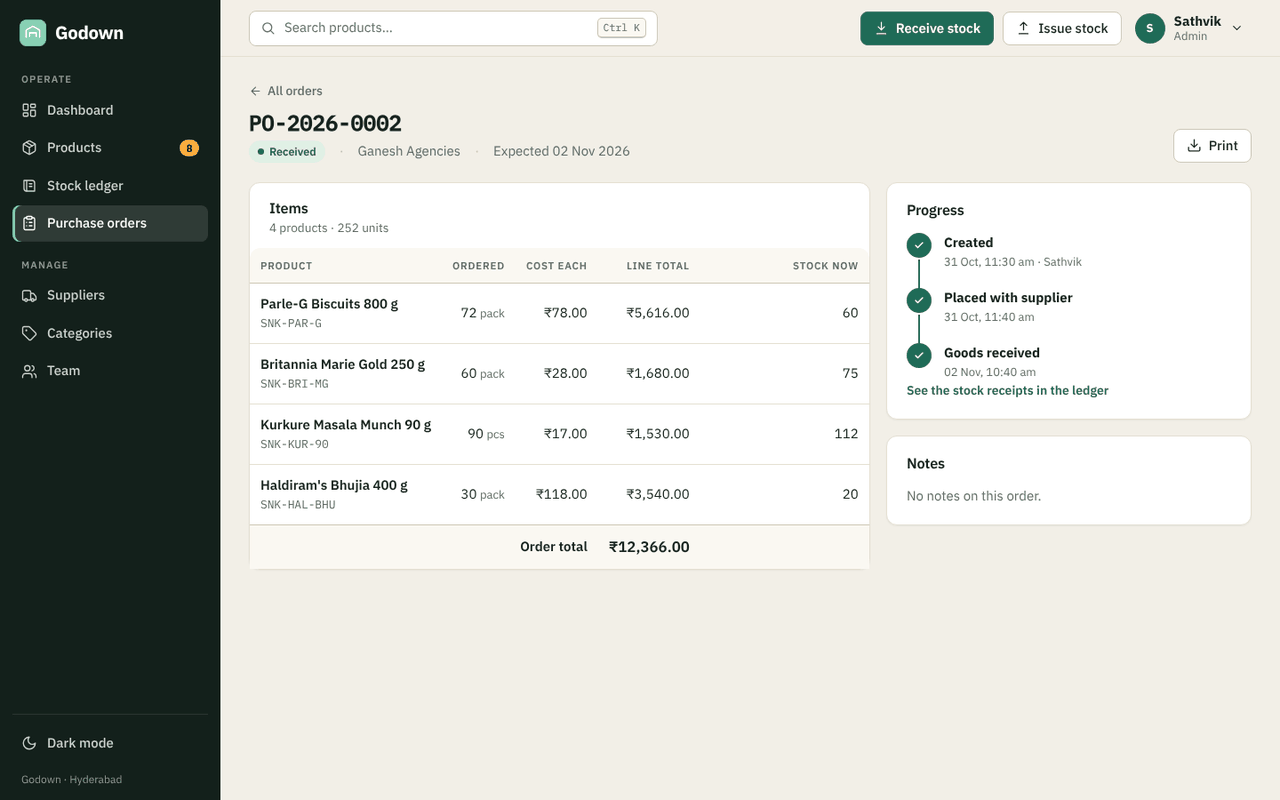 Godown
OPERATE
Dashboard
Products 8
Stock ledger
Purchase orders
MANAGE
Suppliers
Categories
Team
Dark mode
Godown · Hyderabad
Search products... Ctrl K
Receive stock
Issue stock
S
Sathvik
Admin
All orders
PO-2026-0002
Received · Ganesh Agencies · Expected 02 Nov 2026
Print
Items
4 products · 252 units
PRODUCT ORDERED COST EACH LINE TOTAL STOCK NOW
Parle-G Biscuits 800 g
SNK-PAR-G
72 pack ₹78.00 ₹5,616.00 60
Britannia Marie Gold 250 g
SNK-BRI-MG
60 pack ₹28.00 ₹1,680.00 75
Kurkure Masala Munch 90 g
SNK-KUR-90
90 pcs ₹17.00 ₹1,530.00 112
Haldiram's Bhujia 400 g
SNK-HAL-BHU
30 pack ₹118.00 ₹3,540.00 20
Order total ₹12,366.00
Progress
Created
31 Oct, 11:30 am · Sathvik
Placed with supplier
31 Oct, 11:40 am
Goods received
02 Nov, 10:40 am
See the stock receipts in the ledger
Notes
No notes on this order.